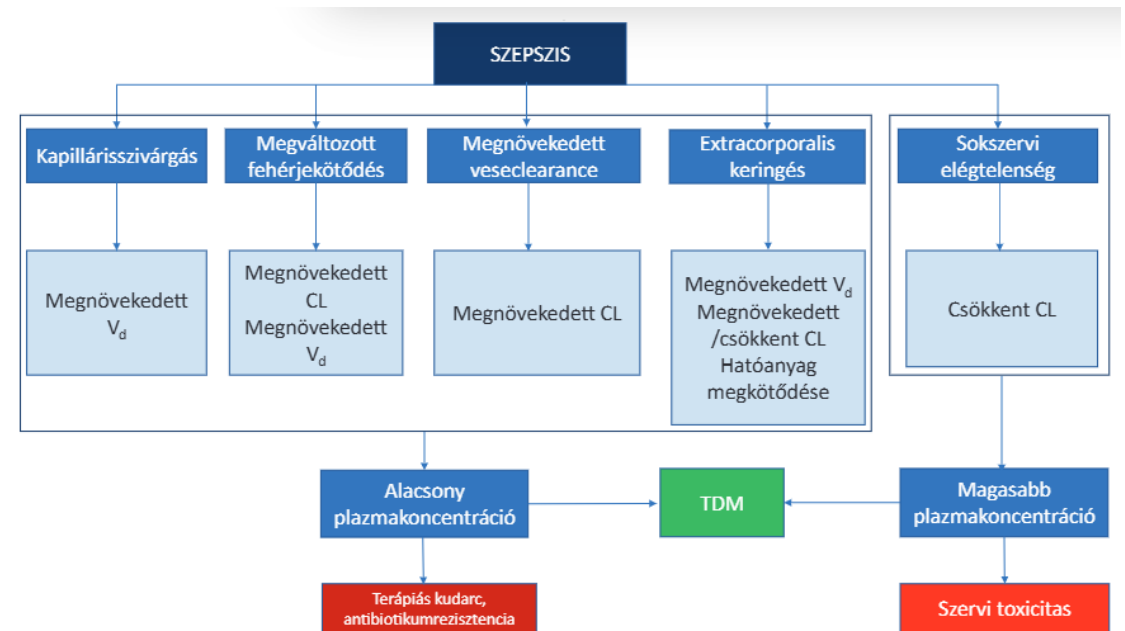 SZEPSZIS
Kapillárisszivárgás
Megváltozott
fehérjekötődés
Megnövekedett
veseclearance
Extracorporalis
keringés
Sokszervi
elégtelenség
Megnövekedett
Vd
Megnövekedett
CL
Megnövekedett
Vd
Megnövekedett CL
Megnövekedett Vd
Megnövekedett
/csökkent CL
Hatóanyag
megkötődése
Csökkent CL
Alacsony
plazmakoncentráció
TDM
Magasabb
plazmakoncentráció
Terápiás kudarc,
antibiotikumrezisztencia
Szervi toxicitas